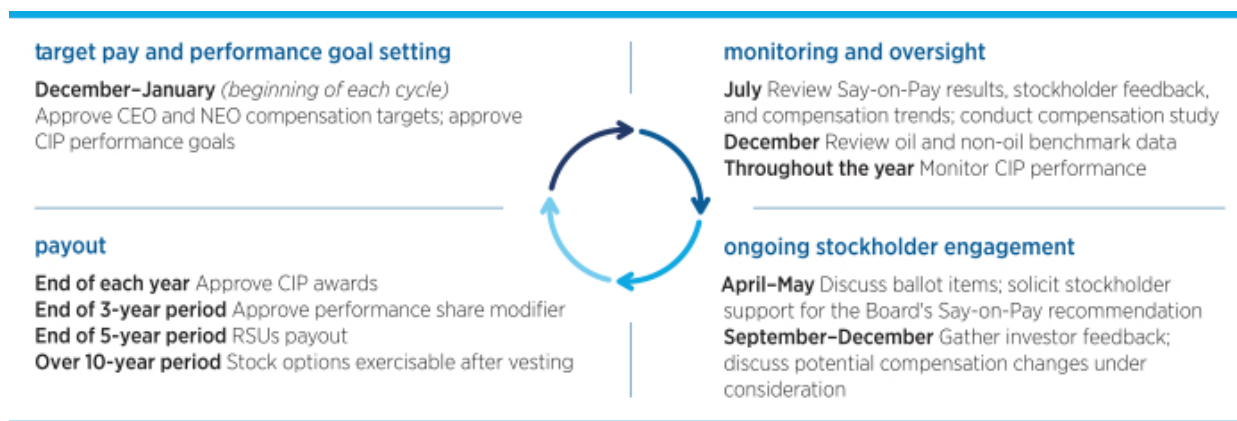 target pay and performance goal setting
December–January (beginning of each cycle)
Approve CEO and NEO compensation targets; approve
CIP performance goals
monitoring and oversight
July Review Say-on-Pay results, stockholder feedback,
and compensation trends; conduct compensation study
December Review oil and non-oil benchmark data
Throughout the year Monitor CIP performance
payout
End of each year Approve CIP awards
End of 3-year period Approve performance share modifier
End of 5-year period RSUs payout
Over 10-year period Stock options exercisable after vesting
ongoing stockholder engagement
April–May Discuss ballot items; solicit stockholder
support for the Board's Say-on-Pay recommendation
September–December Gather investor feedback;
discuss potential compensation changes under
consideration